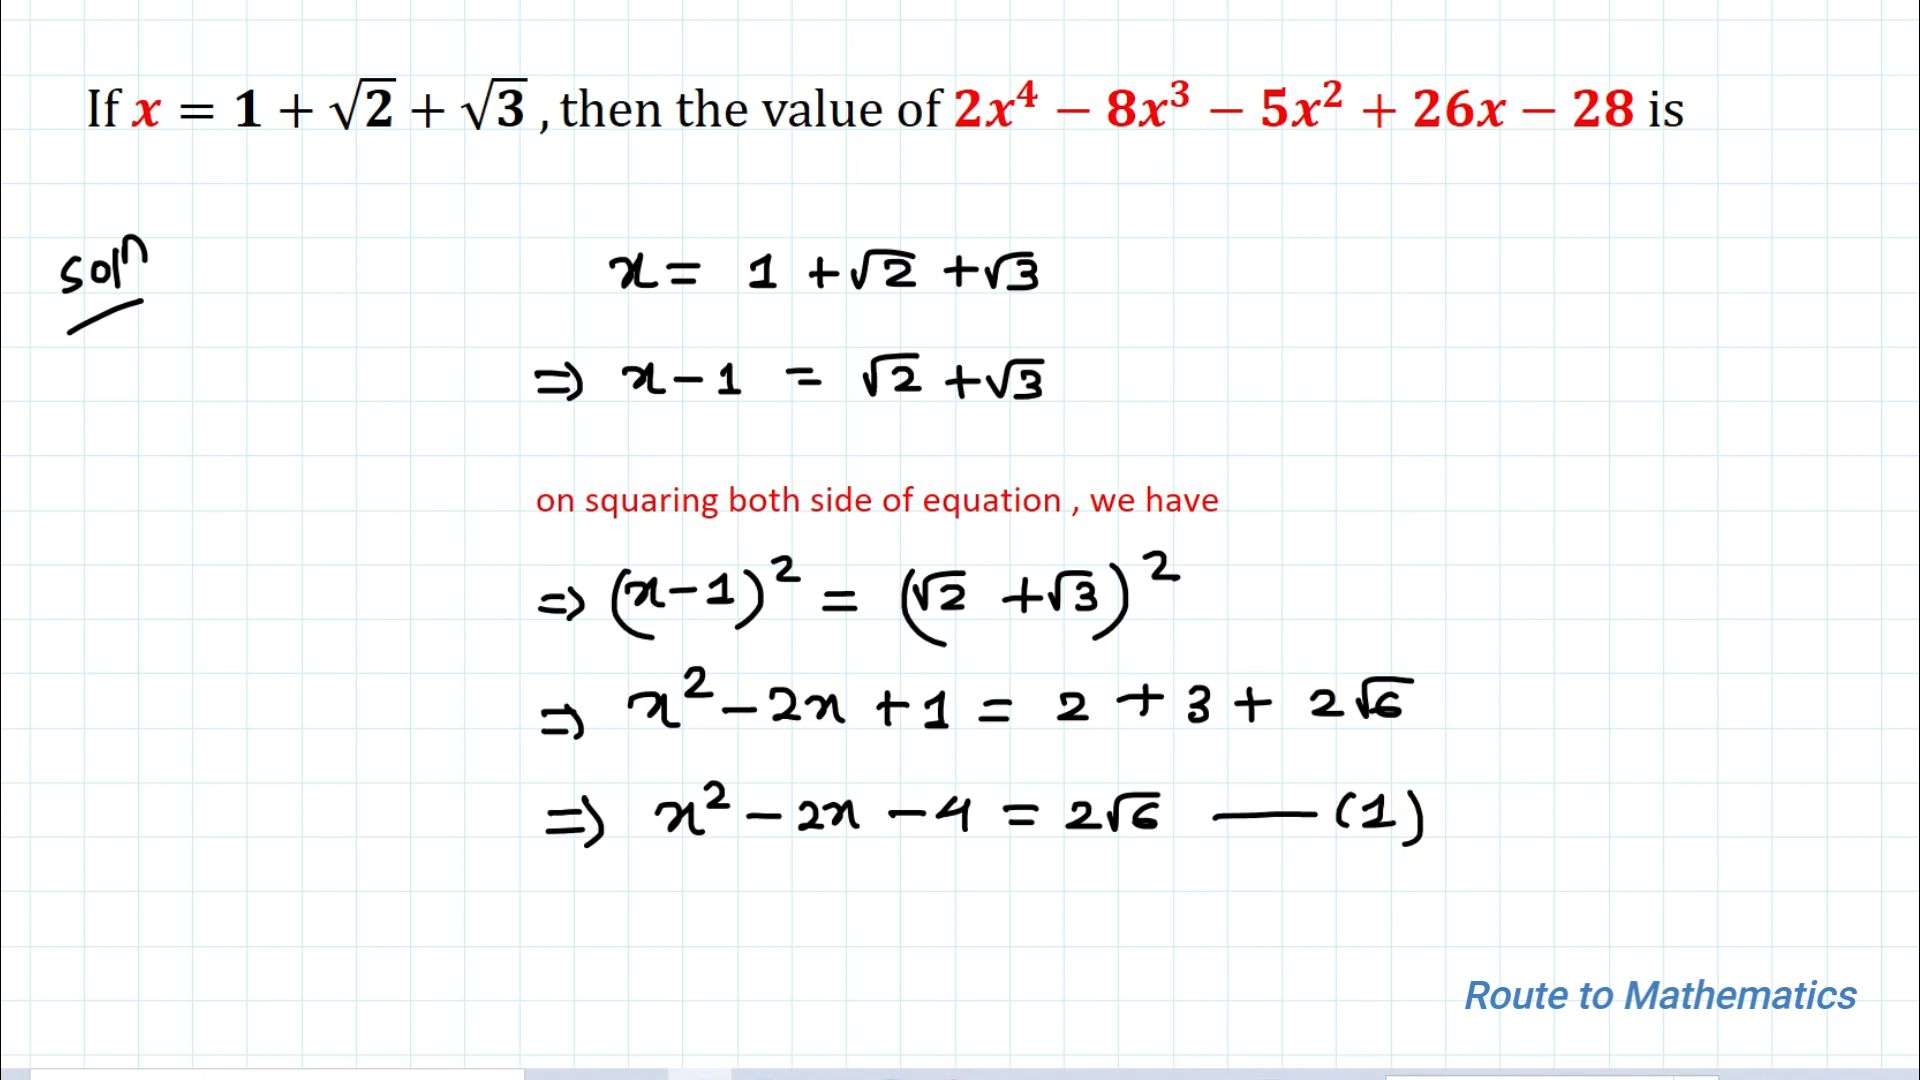 If x = 1 + √2 + √3 , then the value of 2x⁴ − 8x³ − 5x² + 26x − 28 is
Solⁿ
x = 1 + √2 + √3
⇒ x − 1 = √2 + √3
on squaring both side of equation , we have
⇒ (x − 1)² = (√2 + √3)²
⇒ x² − 2x + 1 = 2 + 3 + 2√6
⇒ x² − 2x − 4 = 2√6 —— (1)
Route to Mathematics